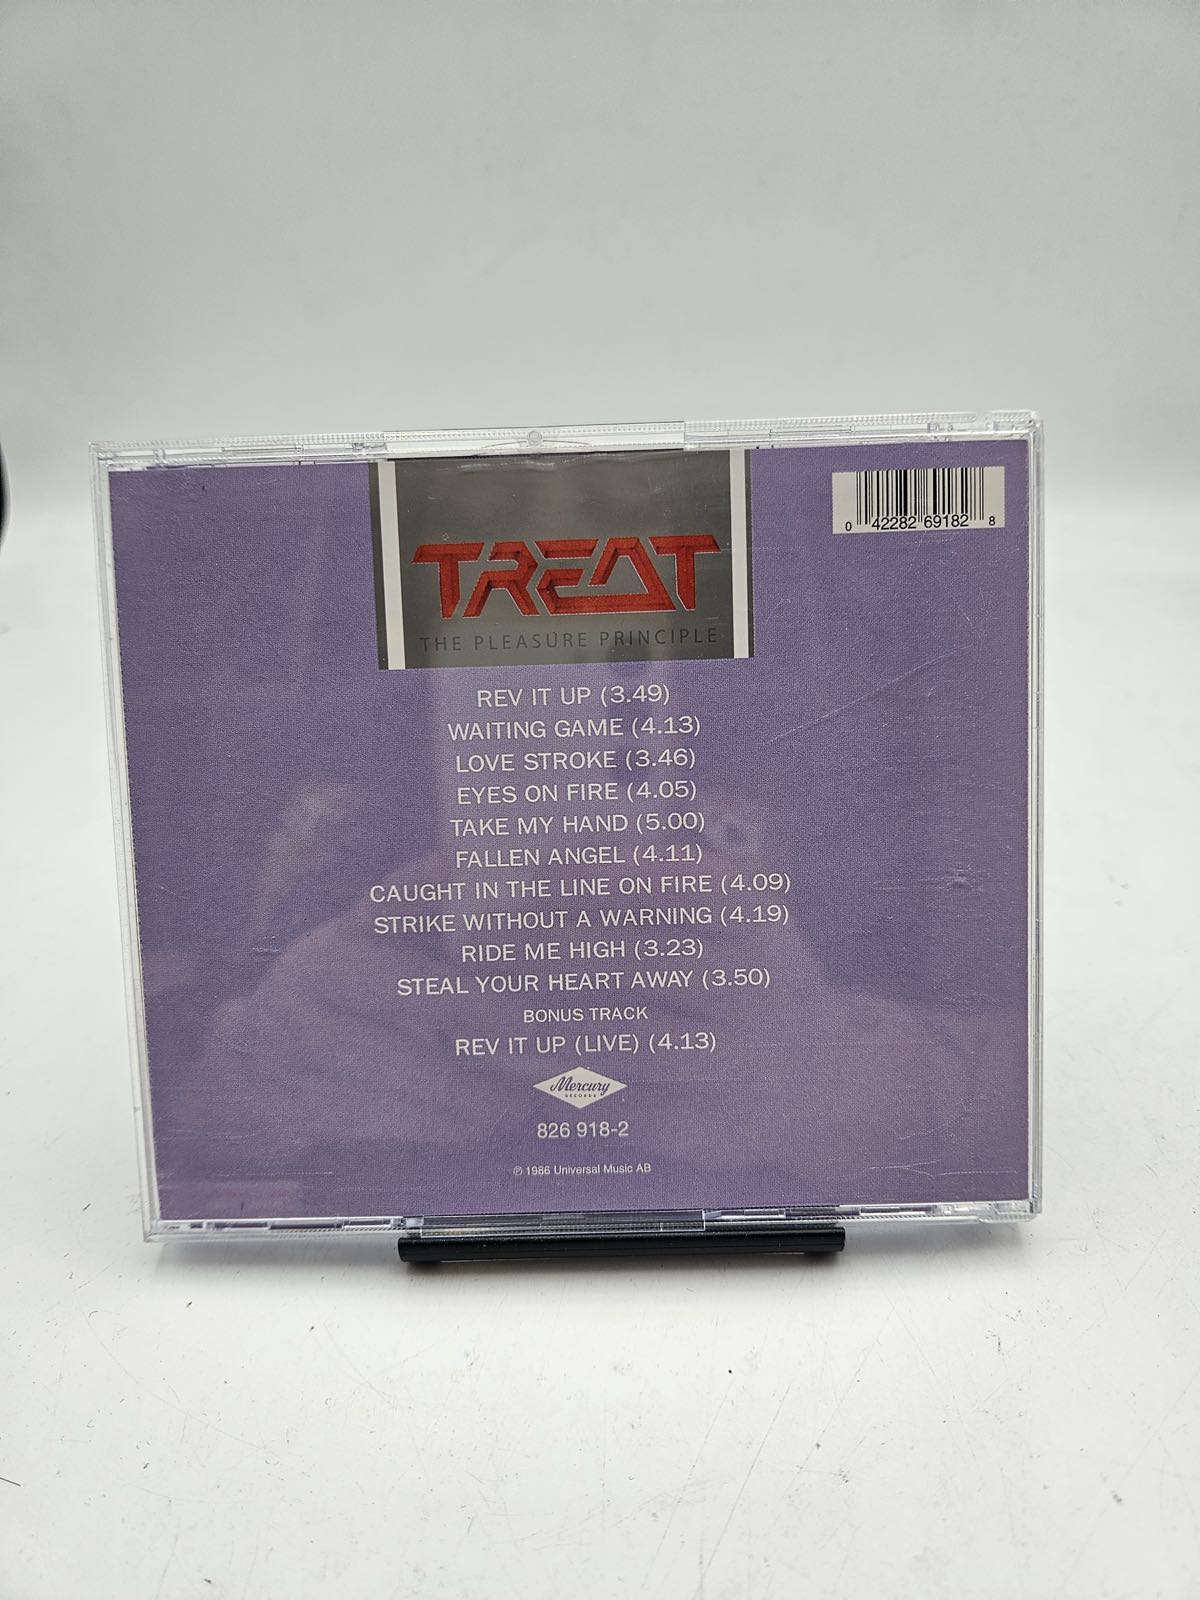 0 42282 69182 8
TREAT
THE PLEASURE PRINCIPLE
REV IT UP (3.49)
WAITING GAME (4.13)
LOVE STROKE (3.46)
EYES ON FIRE (4.05)
TAKE MY HAND (5.00)
FALLEN ANGEL (4.11)
CAUGHT IN THE LINE ON FIRE (4.09)
STRIKE WITHOUT A WARNING (4.19)
RIDE ME HIGH (3.23)
STEAL YOUR HEART AWAY (3.50)
BONUS TRACK
REV IT UP (LIVE) (4.13)
Mercury
RECORDS
826 918-2
℗ 1986 Universal Music AB